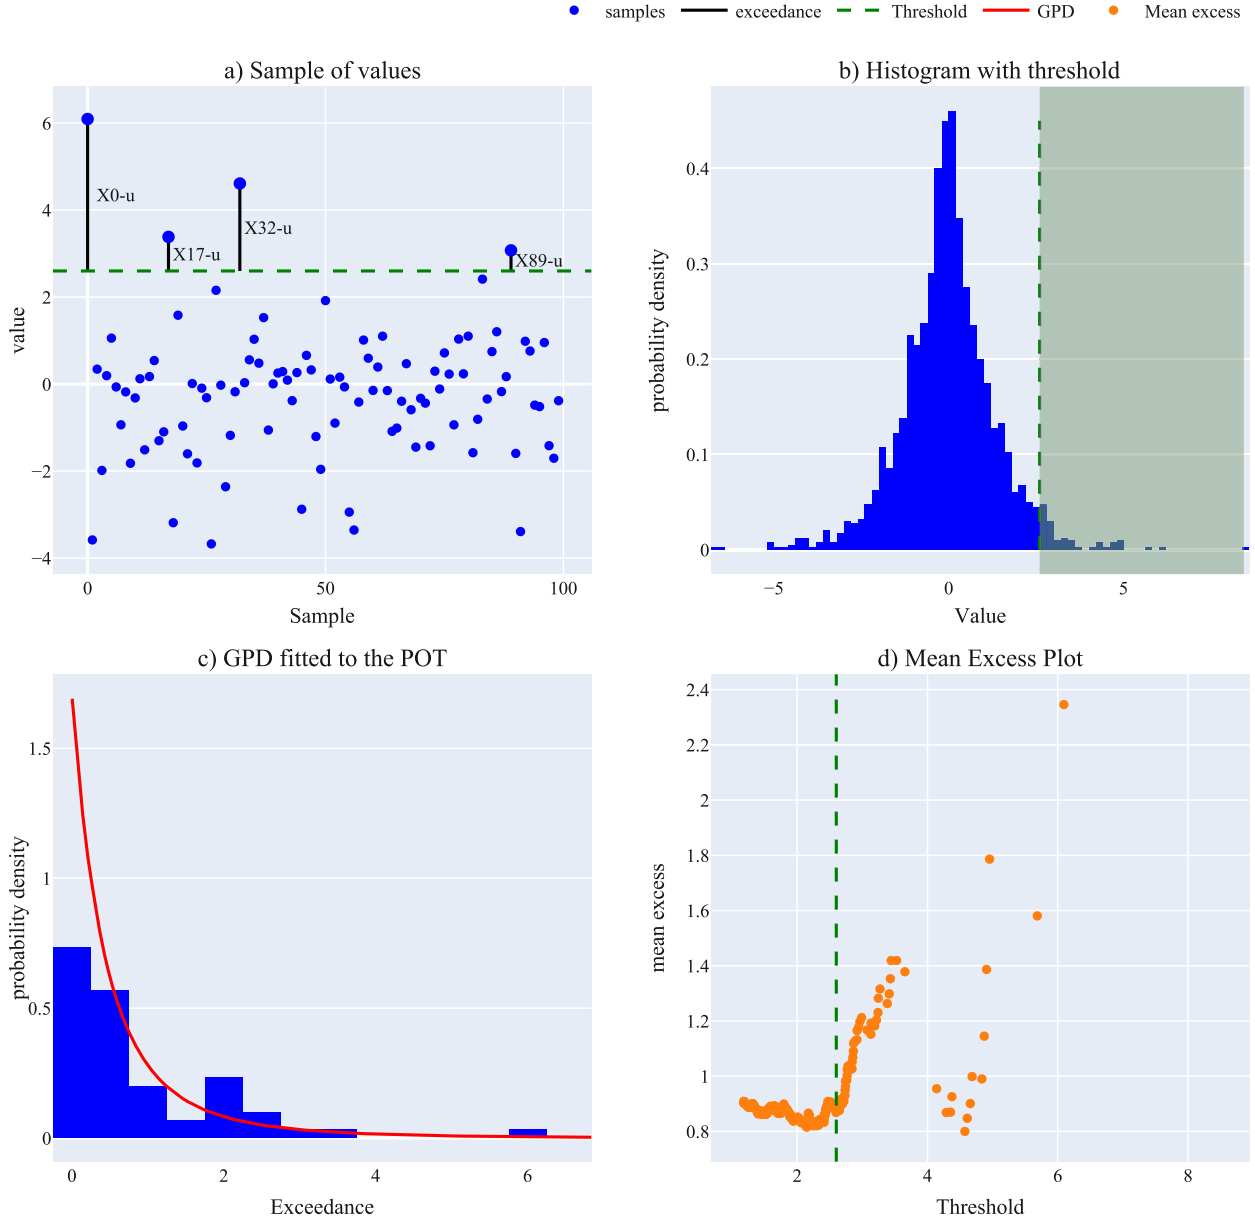 samples exceedance Threshold GPD Mean excess
a) Sample of values
6
4
2
0
−2
−4
value
X0-u
X17-u
X32-u
X89-u
0 50 100
Sample
b) Histogram with threshold
0.4
0.3
0.2
0.1
0
probability density
−5 0 5
Value
c) GPD fitted to the POT
1.5
1
0.5
0
probability density
0 2 4 6
Exceedance
d) Mean Excess Plot
2.4
2.2
2
1.8
1.6
1.4
1.2
1
0.8
mean excess
2 4 6 8
Threshold